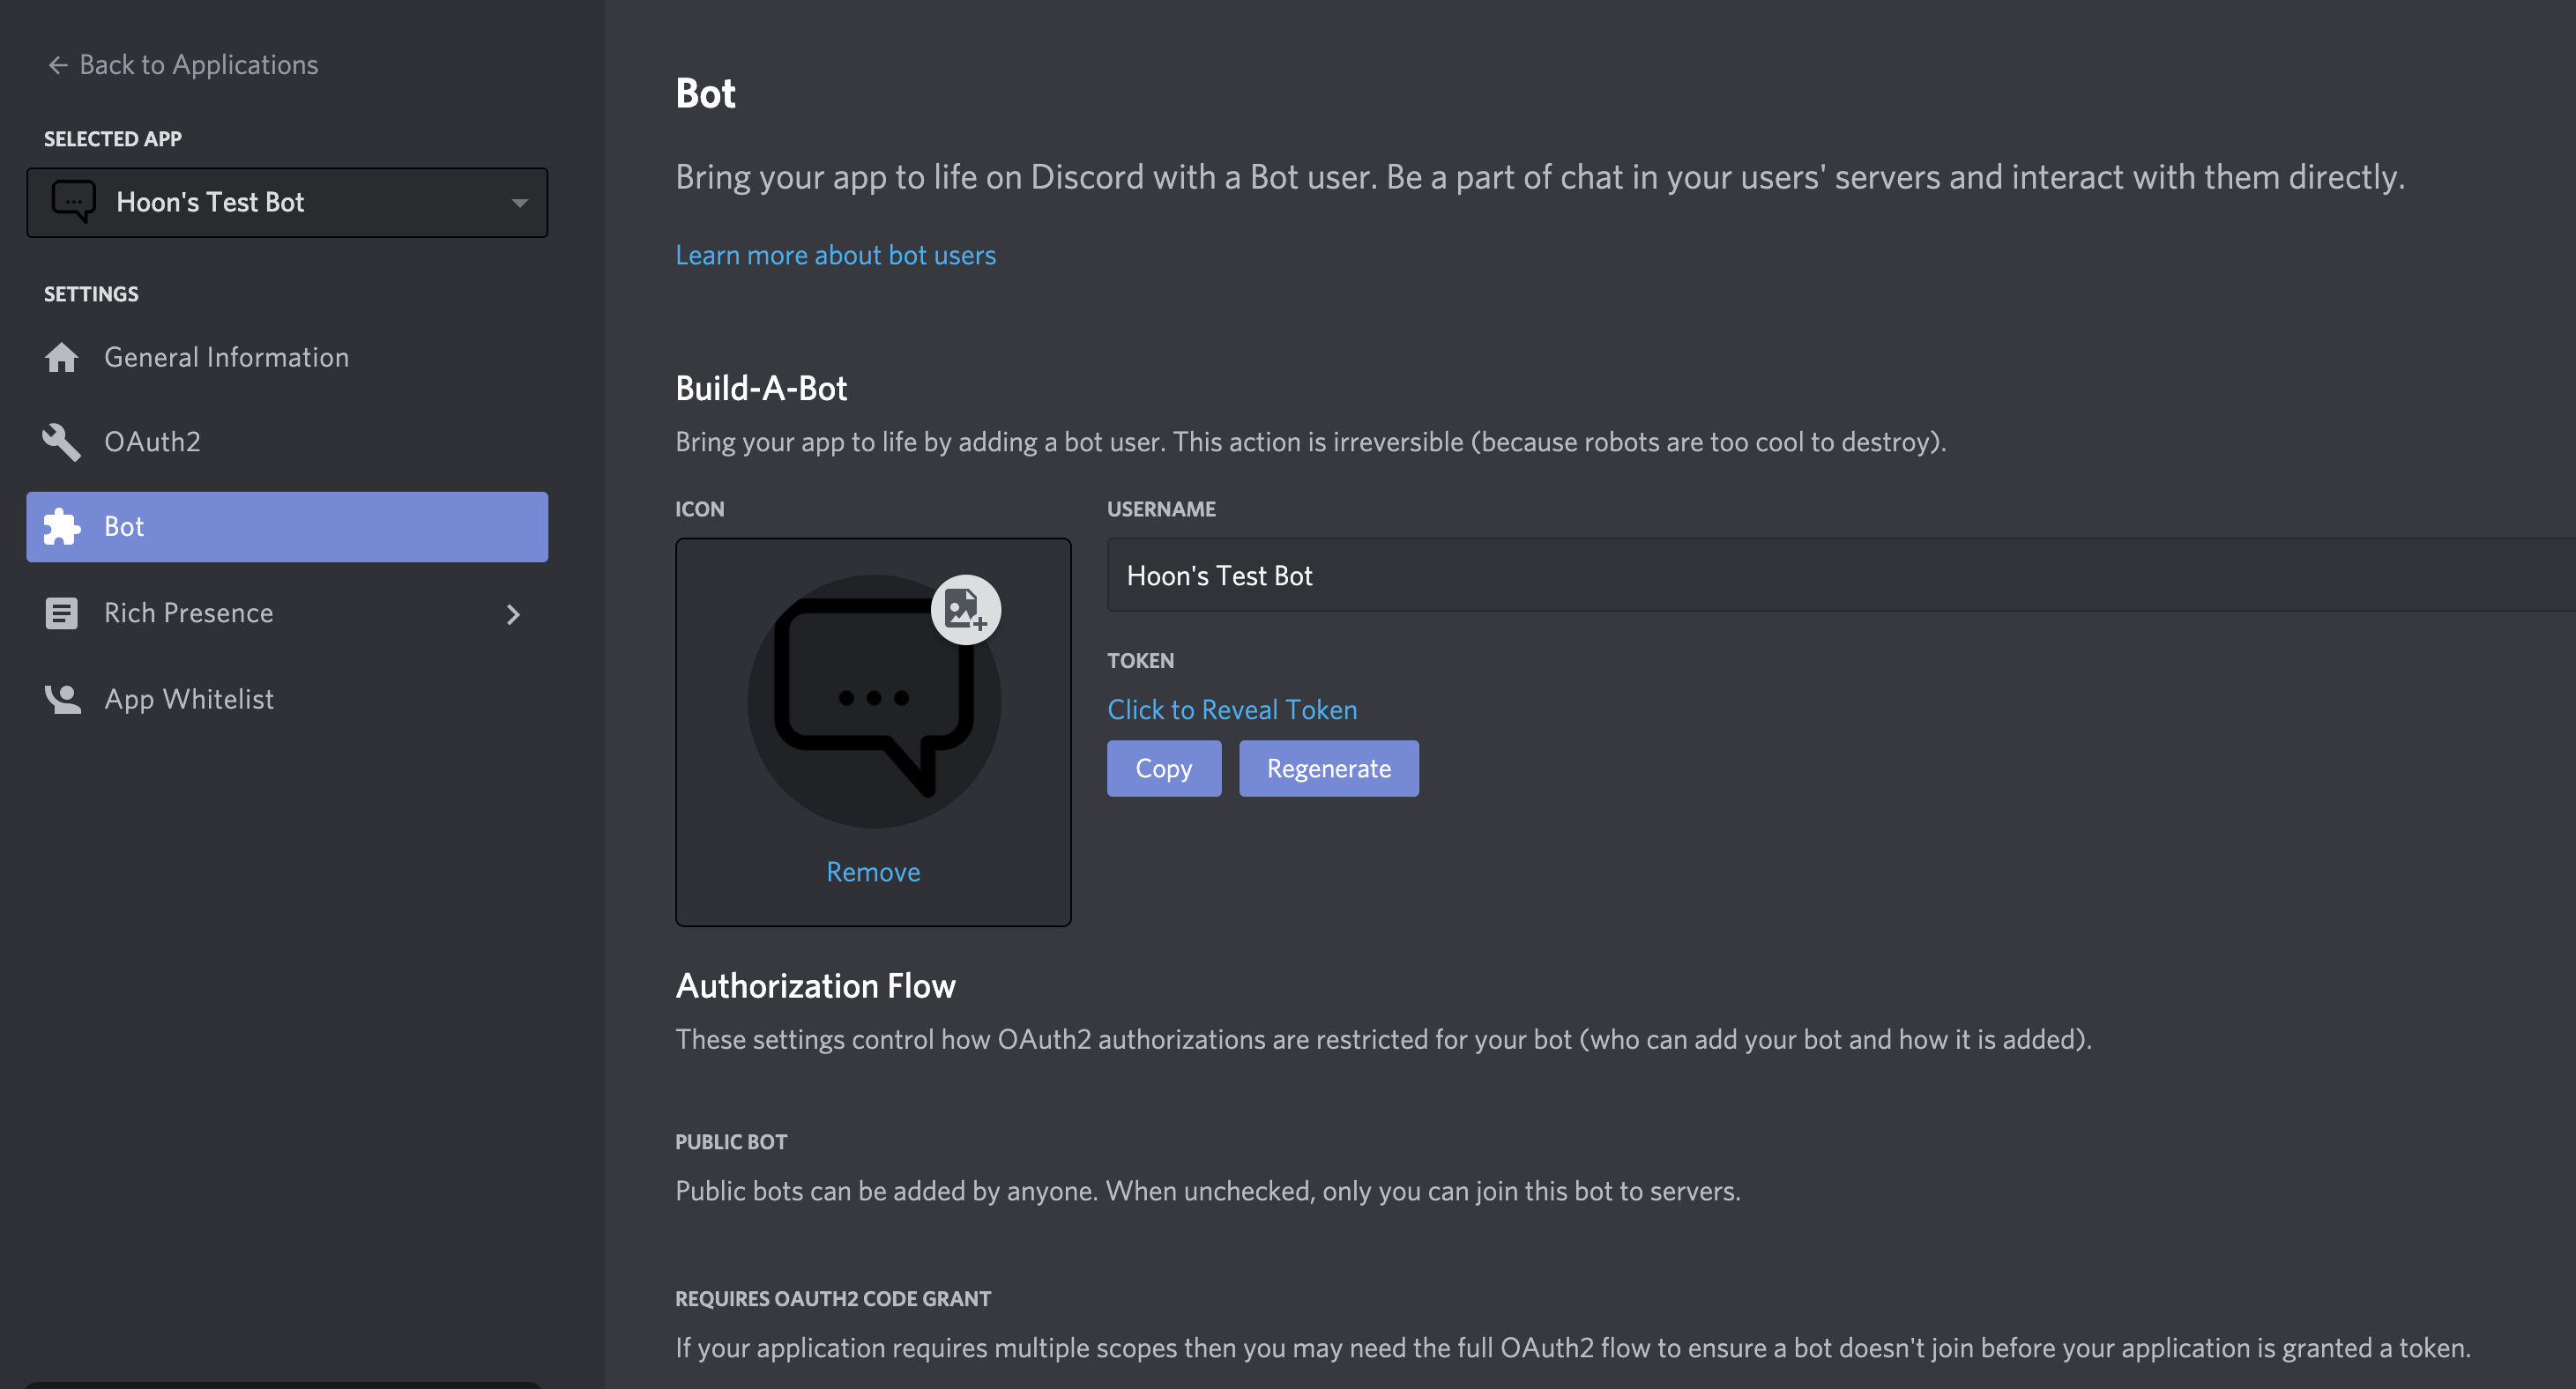 ← Back to Applications
SELECTED APP
Hoon's Test Bot
SETTINGS
General Information
OAuth2
Bot
Rich Presence
App Whitelist
Bot
Bring your app to life on Discord with a Bot user. Be a part of chat in your users' servers and interact with them directly.
Learn more about bot users
Build-A-Bot
Bring your app to life by adding a bot user. This action is irreversible (because robots are too cool to destroy).
ICON
Remove
USERNAME
Hoon's Test Bot
TOKEN
Click to Reveal Token
Copy Regenerate
Authorization Flow
These settings control how OAuth2 authorizations are restricted for your bot (who can add your bot and how it is added).
PUBLIC BOT
Public bots can be added by anyone. When unchecked, only you can join this bot to servers.
REQUIRES OAUTH2 CODE GRANT
If your application requires multiple scopes then you may need the full OAuth2 flow to ensure a bot doesn't join before your application is granted a token.